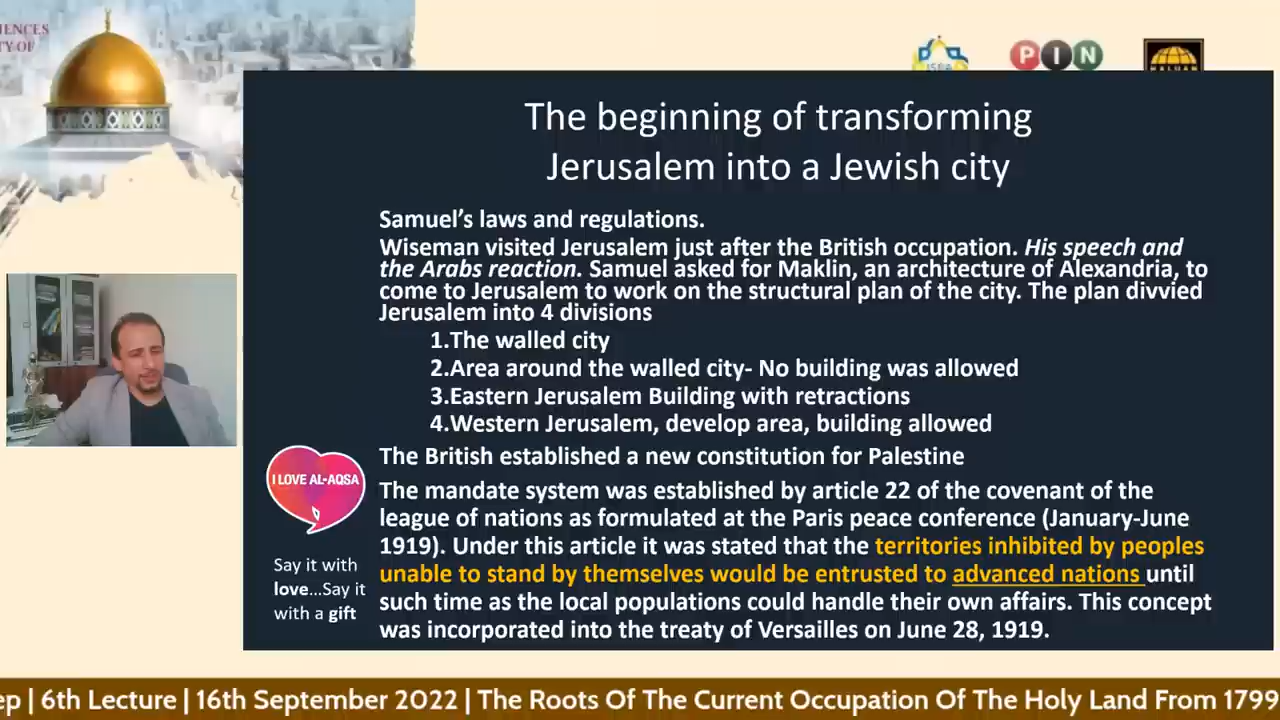 IENCES
TY OF
ISRA
P I N
The beginning of transforming
Jerusalem into a Jewish city
Samuel's laws and regulations.
Wiseman visited Jerusalem just after the British occupation. His speech and
the Arabs reaction. Samuel asked for Maklin, an architecture of Alexandria, to
come to Jerusalem to work on the structural plan of the city. The plan divvied
Jerusalem into 4 divisions
1.The walled city
2.Area around the walled city- No building was allowed
3.Eastern Jerusalem Building with retractions
4.Western Jerusalem, develop area, building allowed
The British established a new constitution for Palestine
The mandate system was established by article 22 of the covenant of the
league of nations as formulated at the Paris peace conference (January-June
1919). Under this article it was stated that the territories inhibited by peoples
unable to stand by themselves would be entrusted to advanced nations until
such time as the local populations could handle their own affairs. This concept
was incorporated into the treaty of Versailles on June 28, 1919.
I LOVE AL-AQSA
Say it with
love...Say it
with a gift
ep | 6th Lecture | 16th September 2022 | The Roots Of The Current Occupation Of The Holy Land From 1799